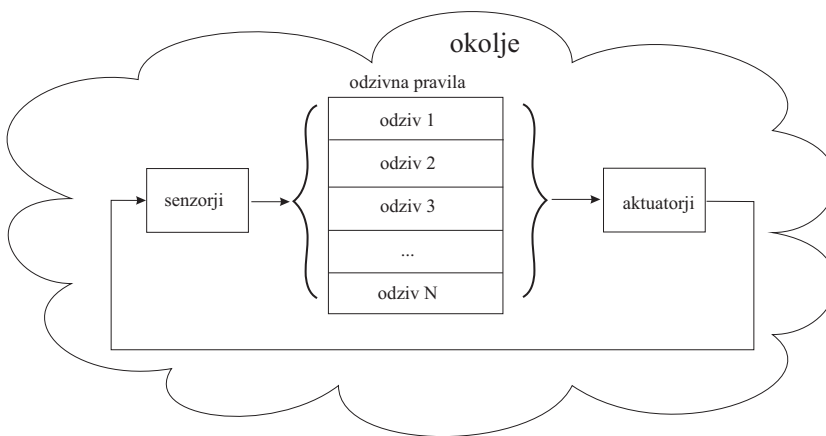 okolje
odzivna pravila
odziv 1
odziv 2
odziv 3
...
odziv N
senzorji
aktuatorji